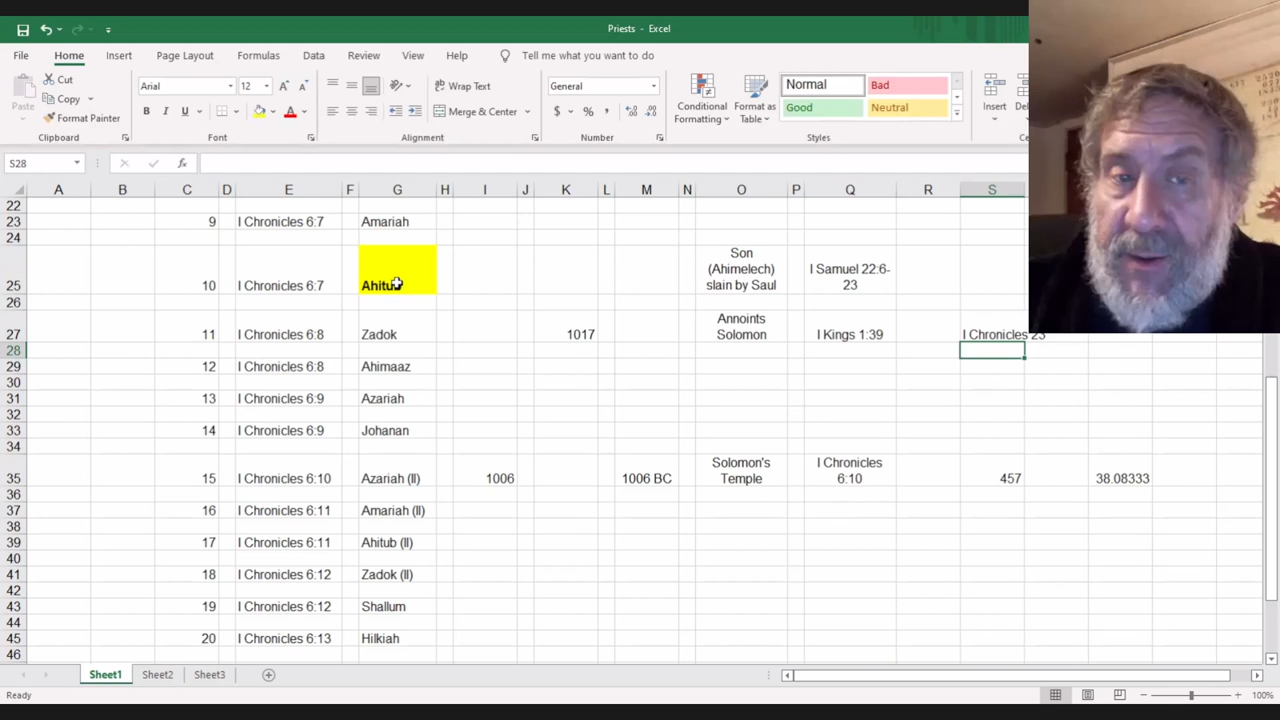 Priests - Excel
File Home Insert Page Layout Formulas Data Review View Help Tell me what you want to do
Paste
Cut
Copy
Format Painter
Clipboard
Arial 12
B I U
Font
Wrap Text
Merge & Center
Alignment
General
$ % ,
Number
Conditional
Formatting
Format as
Table
Normal Bad
Good Neutral
Styles
Insert
S28 fx
A B C D E F G H I J K L M N O P Q R S
22
23 9 I Chronicles 6:7 Amariah
24
Son
(Ahimelech)
slain by Saul
I Samuel 22:6-
23
25 10 I Chronicles 6:7
26
Annoints
Solomon
27 11 I Chronicles 6:8 Zadok 1017 I Kings 1:39 I Chronicles 23
28
29 12 I Chronicles 6:8 Ahimaaz
30
31 13 I Chronicles 6:9 Azariah
32
33 14 I Chronicles 6:9 Johanan
34
Solomon's
Temple
I Chronicles
6:10
35 15 I Chronicles 6:10 Azariah (II) 1006 1006 BC 457 38.08333
36
37 16 I Chronicles 6:11 Amariah (II)
38
39 17 I Chronicles 6:11 Ahitub (II)
40
41 18 I Chronicles 6:12 Zadok (II)
42
43 19 I Chronicles 6:12 Shallum
44
45 20 I Chronicles 6:13 Hilkiah
46
Sheet1 Sheet2 Sheet3
Ready 100%